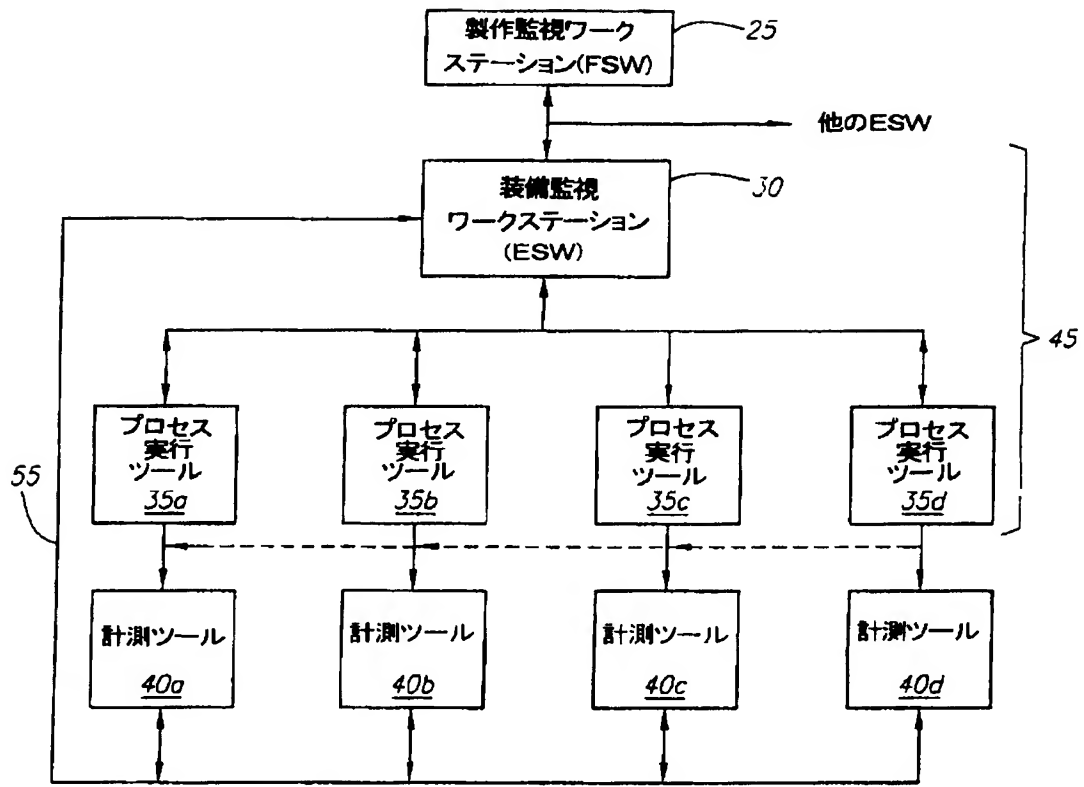 製作監視ワーク
ステーション(FSW)
25
他のESW
装備監視
ワークステーション
(ESW)
30
45
プロセス
実行
ツール
35a
プロセス
実行
ツール
35b
プロセス
実行
ツール
35c
プロセス
実行
ツール
35d
55
計測ツール
40a
計測ツール
40b
計測ツール
40c
計測ツール
40d